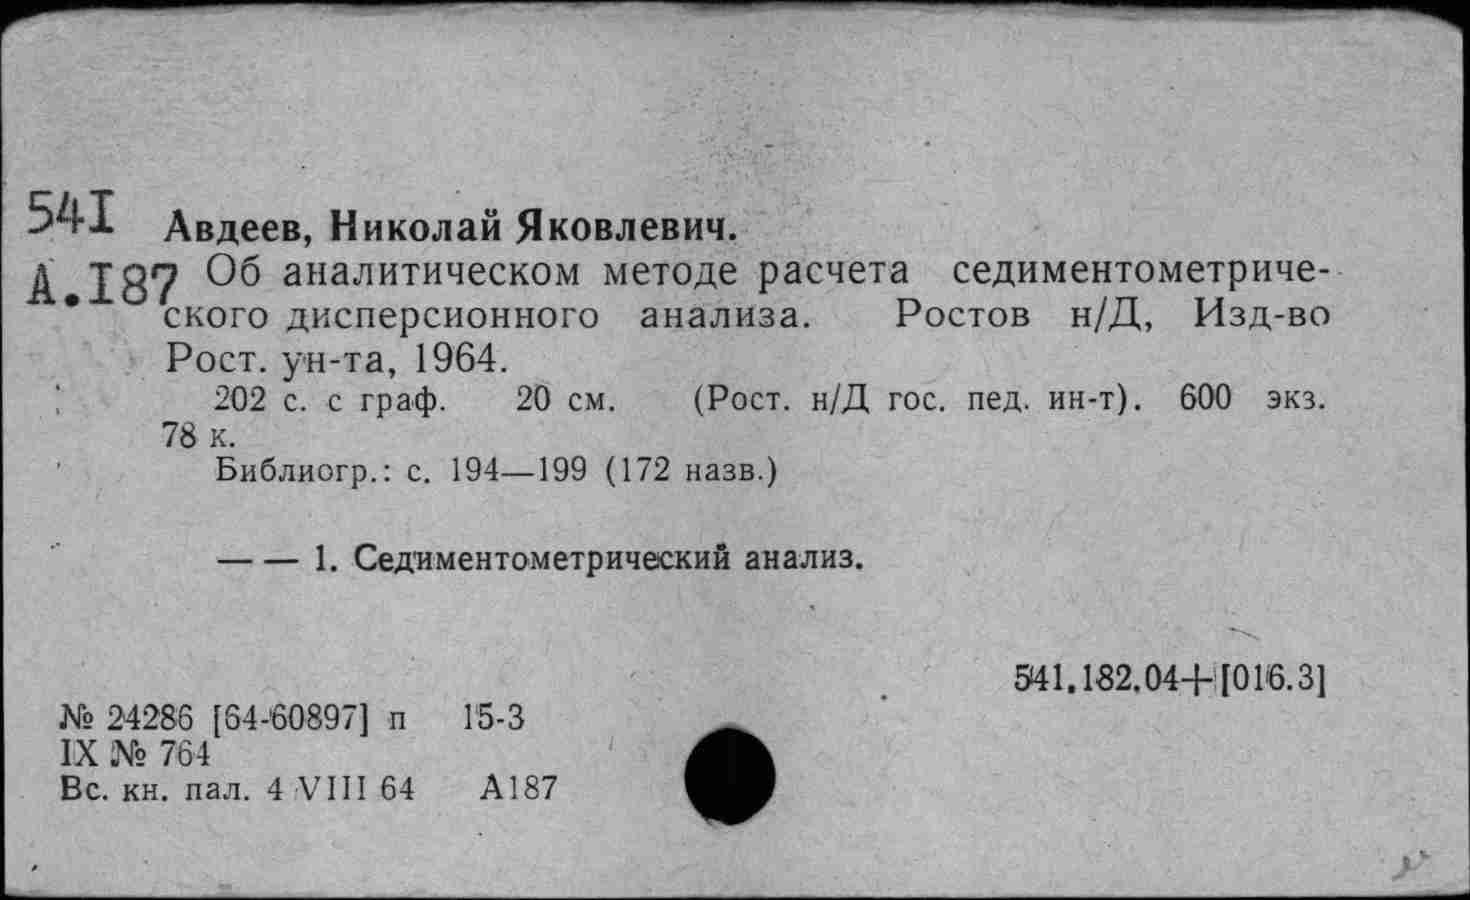 541 Авдеев, Николай Яковлевич.
А.I87 Об аналитическом методе расчета седиментометриче-
ского дисперсионного анализа. Ростов н/Д, Изд-во
Рост. ун-та, 1964.
202 с. с граф. 20 см. (Рост. н/Д гос. пед. ин-т). 600 экз.
78 к.
Библиогр.: с. 194—199 (172 назв.)
— — 1. Седиментометрический анализ.
541.182.04+[016.3]
№ 24286 [64-60897] п 15-3
IX № 764
Вс. кн. пал. 4 VIII 64 А187